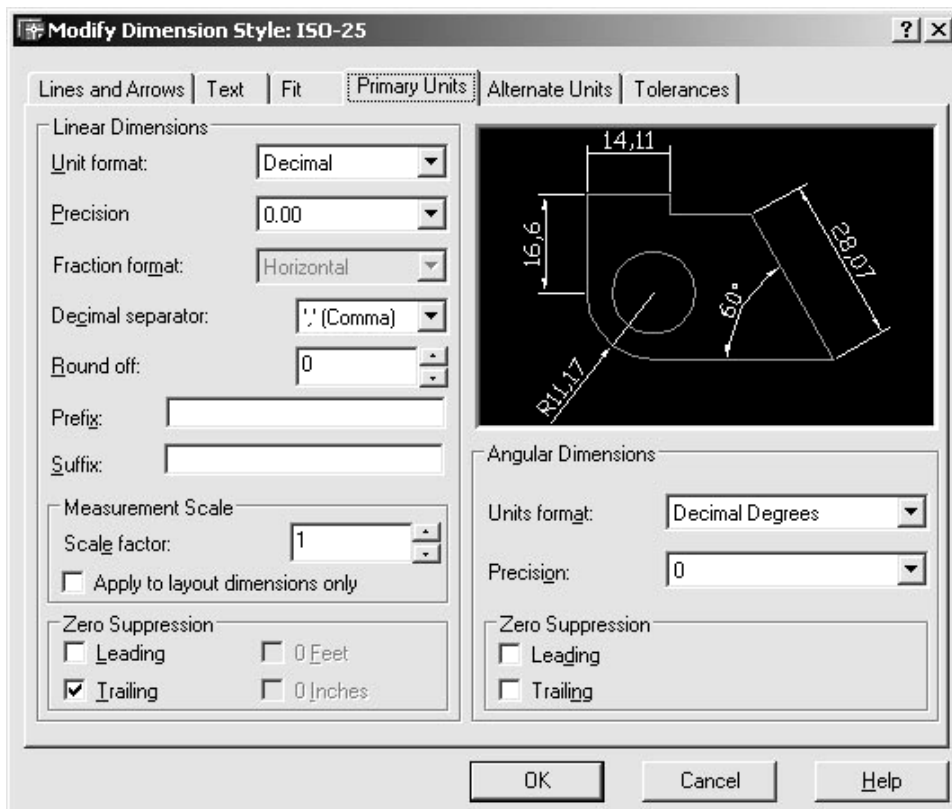 Modify Dimension Style: ISO-25
Lines and Arrows Text Fit Primary Units Alternate Units Tolerances
Linear Dimensions
Unit format: Decimal
Precision 0.00
Fraction format: Horizontal
Decimal separator: ',' (Comma)
Round off: 0
Prefix:
Suffix:
Measurement Scale
Scale factor: 1
Apply to layout dimensions only
Zero Suppression
Leading 0 Feet
Trailing 0 Inches
14,11
16,6
28,07
60°
R11,17
Angular Dimensions
Units format: Decimal Degrees
Precision: 0
Zero Suppression
Leading
Trailing
OK Cancel Help